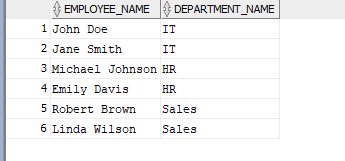 EMPLOYEE_NAME DEPARTMENT_NAME
1 John Doe IT
2 Jane Smith IT
3 Michael Johnson HR
4 Emily Davis HR
5 Robert Brown Sales
6 Linda Wilson Sales